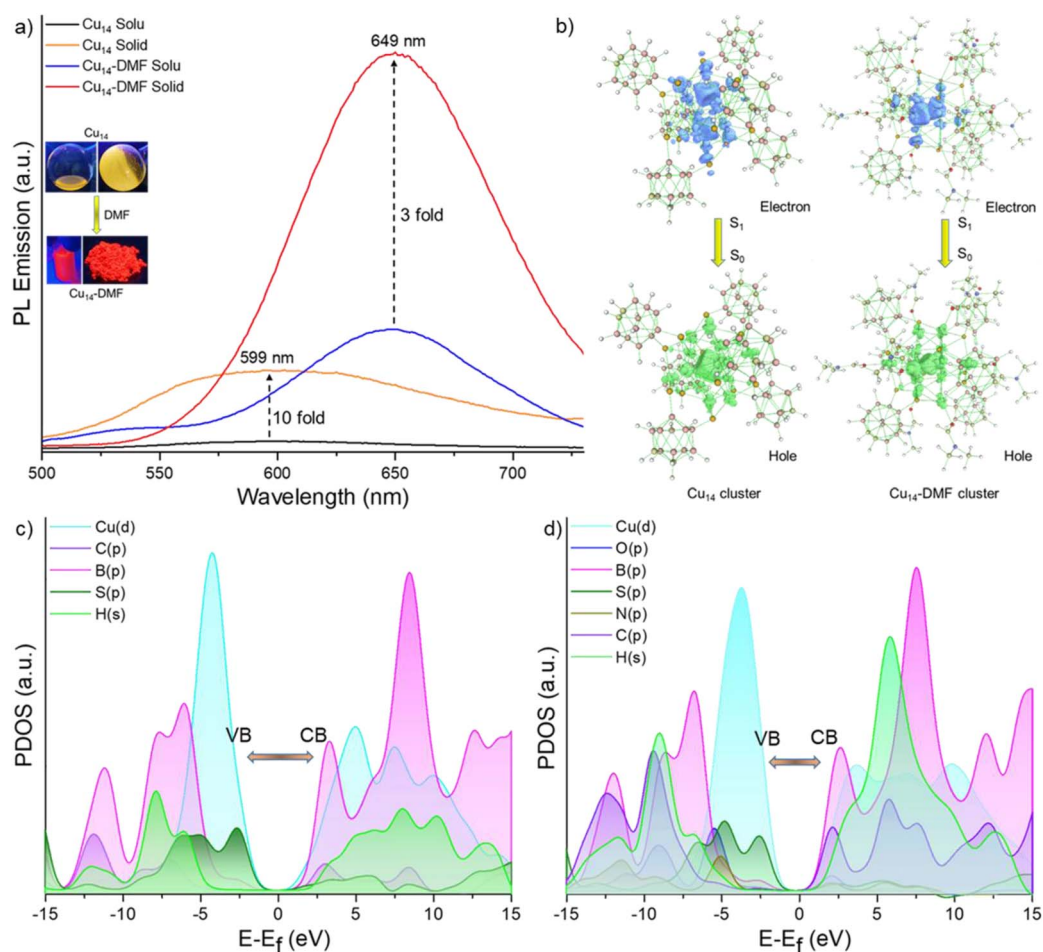 a)
Cu14 Solu
Cu14 Solid
Cu14-DMF Solu
Cu14-DMF Solid
649 nm
3 fold
599 nm
10 fold
Cu14
DMF
Cu14-DMF
PL Emission (a.u.)
500 550 600 650 700
Wavelength (nm)
b)
Electron Electron
S1 S1
S0 S0
Hole Hole
Cu14 cluster Cu14-DMF cluster
c)
Cu(d)
C(p)
B(p)
S(p)
H(s)
VB CB
PDOS (a.u.)
-15 -10 -5 0 5 10 15
E-Ef (eV)
d)
Cu(d)
O(p)
B(p)
S(p)
N(p)
C(p)
H(s)
VB CB
PDOS (a.u.)
-15 -10 -5 0 5 10 15
E-Ef (eV)